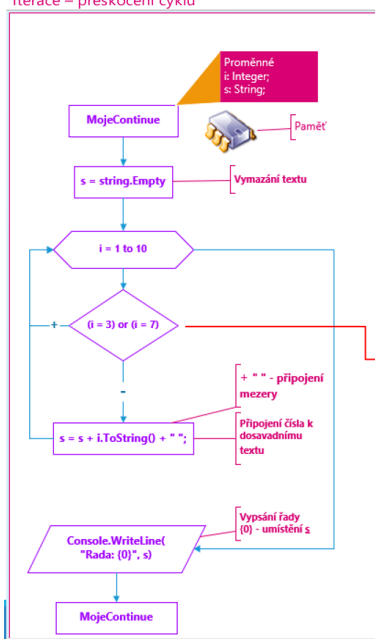 Iterace – přeskočení cyklu
Proměnné
i: Integer;
s: String;
MojeContinue
Paměť
s = string.Empty
Vymazání textu
i = 1 to 10
+
(i = 3) or (i = 7)
-
+ " " - připojení
mezery
s = s + i.ToString() + " ";
Připojení čísla k
dosavadnímu
textu
Console.WriteLine(
"Rada: {0}", s)
Vypsání řady
{0} - umístění s
MojeContinue